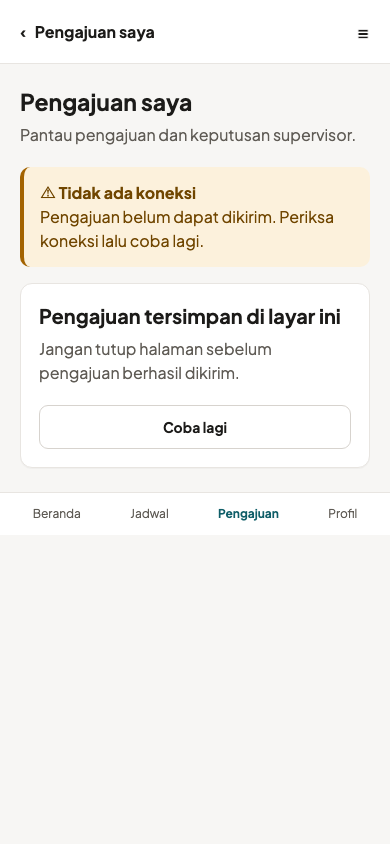 ‹ Pengajuan saya ≡
Pengajuan saya
Pantau pengajuan dan keputusan supervisor.
⚠ Tidak ada koneksi
Pengajuan belum dapat dikirim. Periksa
koneksi lalu coba lagi.
Pengajuan tersimpan di layar ini
Jangan tutup halaman sebelum
pengajuan berhasil dikirim.
Coba lagi
Beranda Jadwal Pengajuan Profil